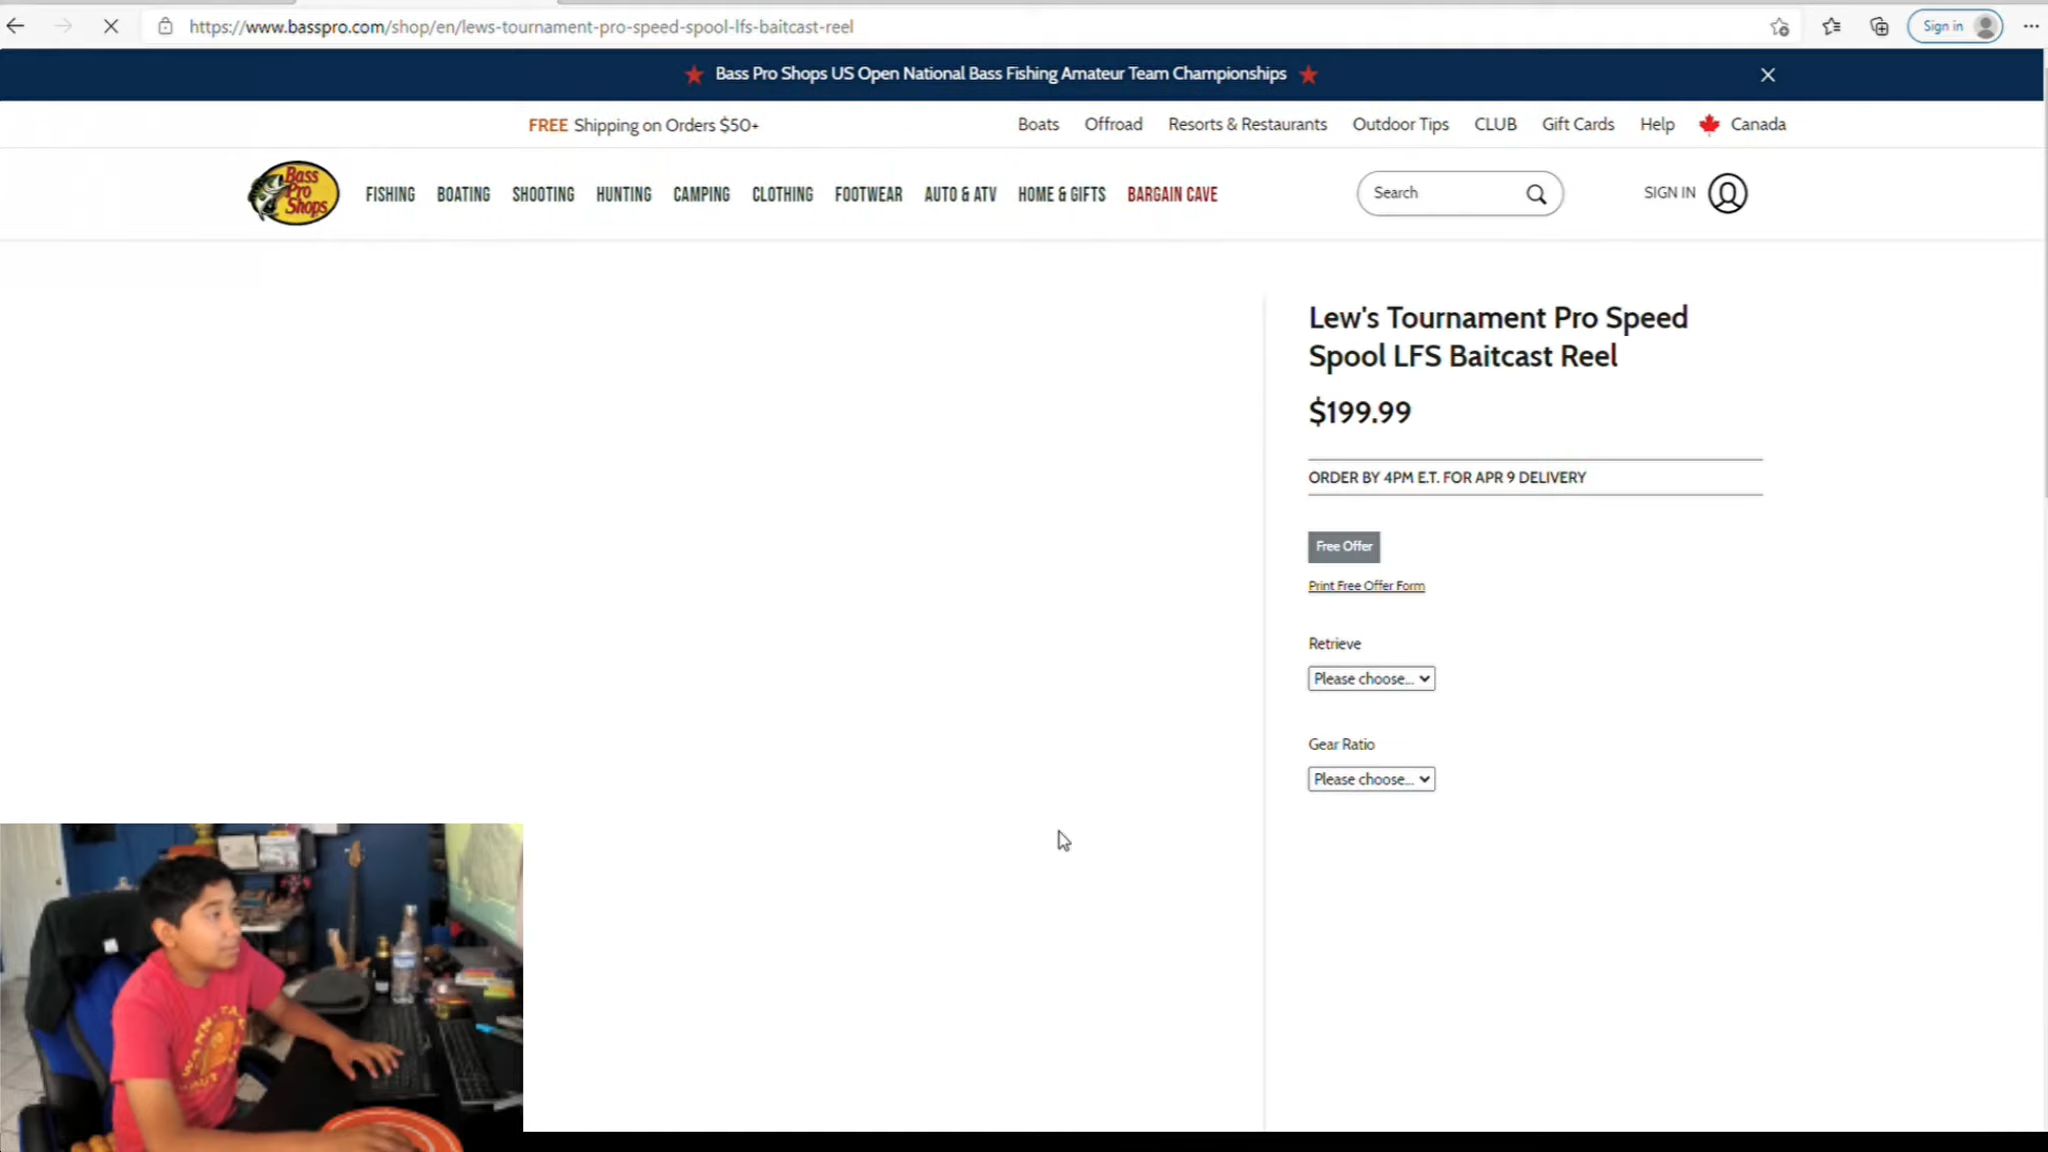 https://www.basspro.com/shop/en/lews-tournament-pro-speed-spool-lfs-baitcast-reel
Sign in
Bass Pro Shops US Open National Bass Fishing Amateur Team Championships
FREE Shipping on Orders $50+
Boats
Offroad
Resorts & Restaurants
Outdoor Tips
CLUB
Gift Cards
Help
Canada
Bass
Pro
Shops
FISHING
BOATING
SHOOTING
HUNTING
CAMPING
CLOTHING
FOOTWEAR
AUTO & ATV
HOME & GIFTS
BARGAIN CAVE
Search
SIGN IN
Lew's Tournament Pro Speed
Spool LFS Baitcast Reel
$199.99
ORDER BY 4PM E.T. FOR APR 9 DELIVERY
Free Offer
Print Free Offer Form
Retrieve
Please choose...
Gear Ratio
Please choose...